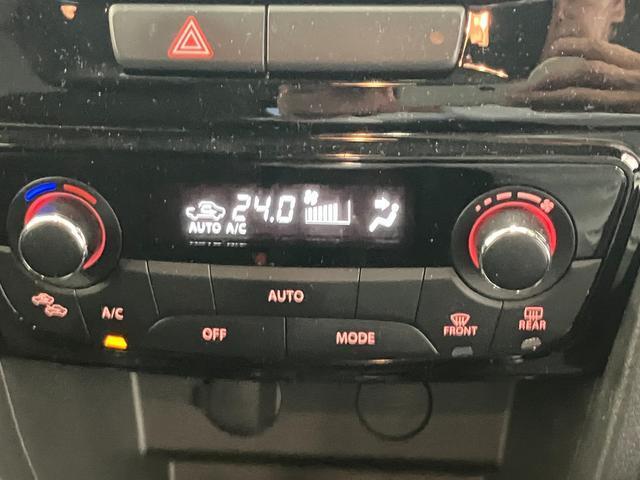 24.0
AUTO A/C
AUTO
A/C
OFF
MODE
FRONT
REAR